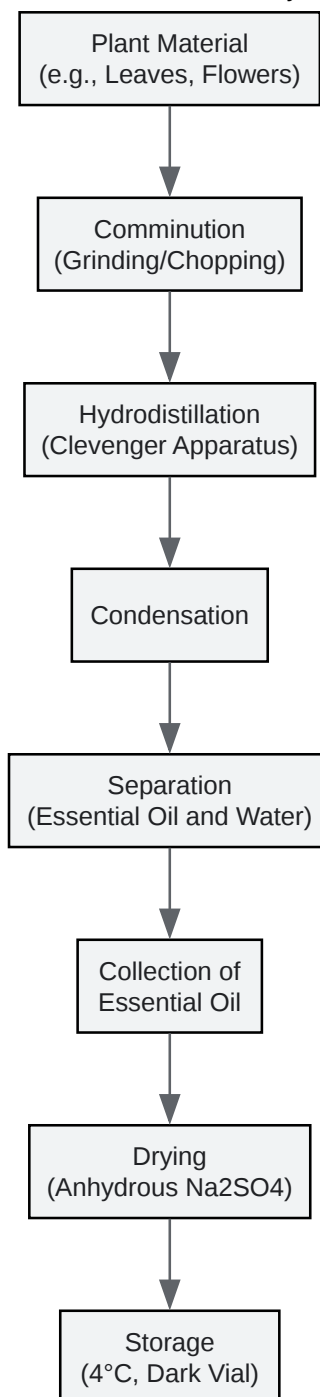 Plant Material
(e.g., Leaves, Flowers)
Comminution
(Grinding/Chopping)
Hydrodistillation
(Clevenger Apparatus)
Condensation
Separation
(Essential Oil and Water)
Collection of
Essential Oil
Drying
(Anhydrous Na2SO4)
Storage
(4°C, Dark Vial)